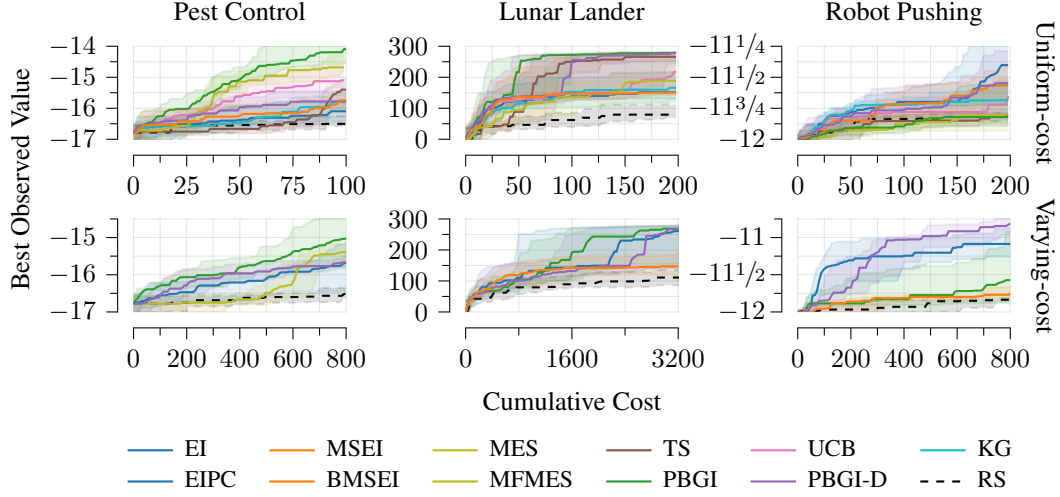 Pest Control Lunar Lander Robot Pushing
Best Observed Value
−14
−15
−16
−17
0 25 50 75 100
300
200
100
0
0 50 100 150 200
−11¹/4
−11¹/2
−11³/4
−12
0 50 100 150 200
Uniform-cost
−15
−16
−17
0 200 400 600 800
300
200
100
0
0 1600 3200
−11
−11¹/2
−12
0 200 400 600 800
Varying-cost
Cumulative Cost
EI MSEI MES TS UCB KG
EIPC BMSEI MFMES PBGI PBGI-D RS